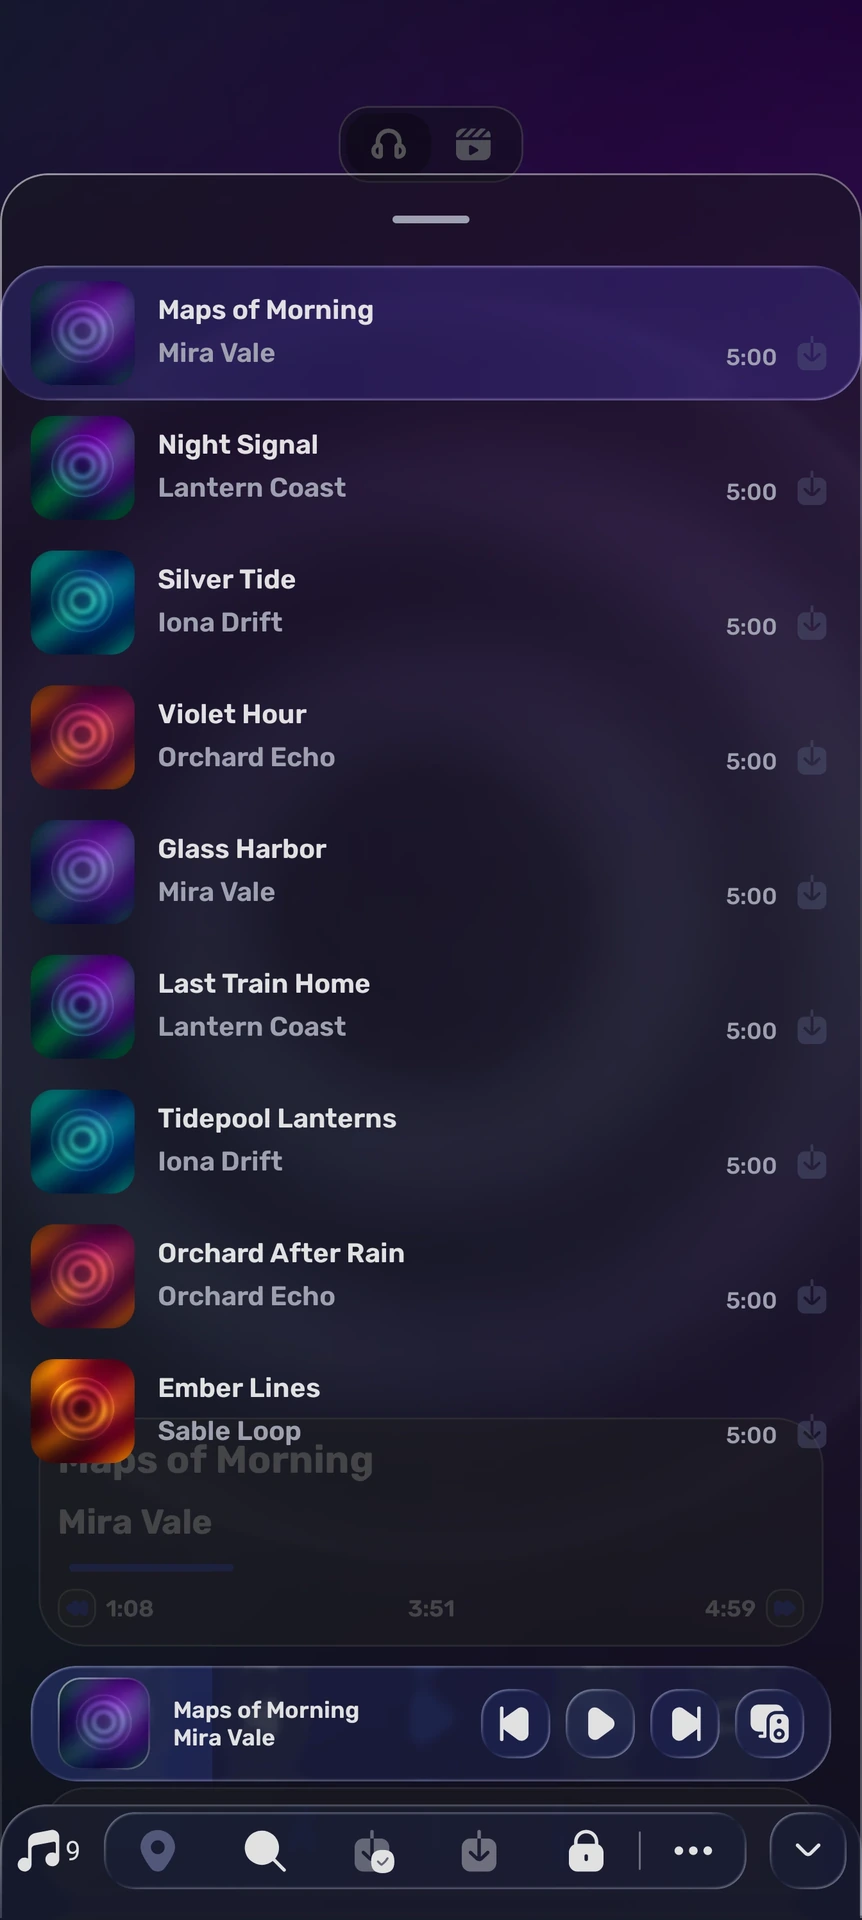 Maps of Morning
Mira Vale
5:00
Night Signal
Lantern Coast
5:00
Silver Tide
Iona Drift
5:00
Violet Hour
Orchard Echo
5:00
Glass Harbor
Mira Vale
5:00
Last Train Home
Lantern Coast
5:00
Tidepool Lanterns
Iona Drift
5:00
Orchard After Rain
Orchard Echo
5:00
Ember Lines
Sable Loop
5:00
Maps of Morning
Mira Vale
1:08 3:51 4:59
Maps of Morning
Mira Vale
9